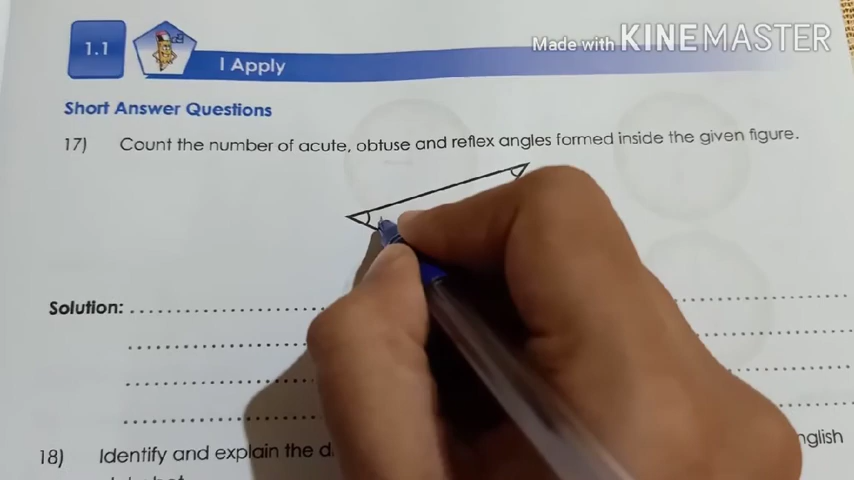 Made with KINEMASTER
1.1
I Apply
Short Answer Questions
17) Count the number of acute, obtuse and reflex angles formed inside the given figure.
Solution:
18) Identify and explain the